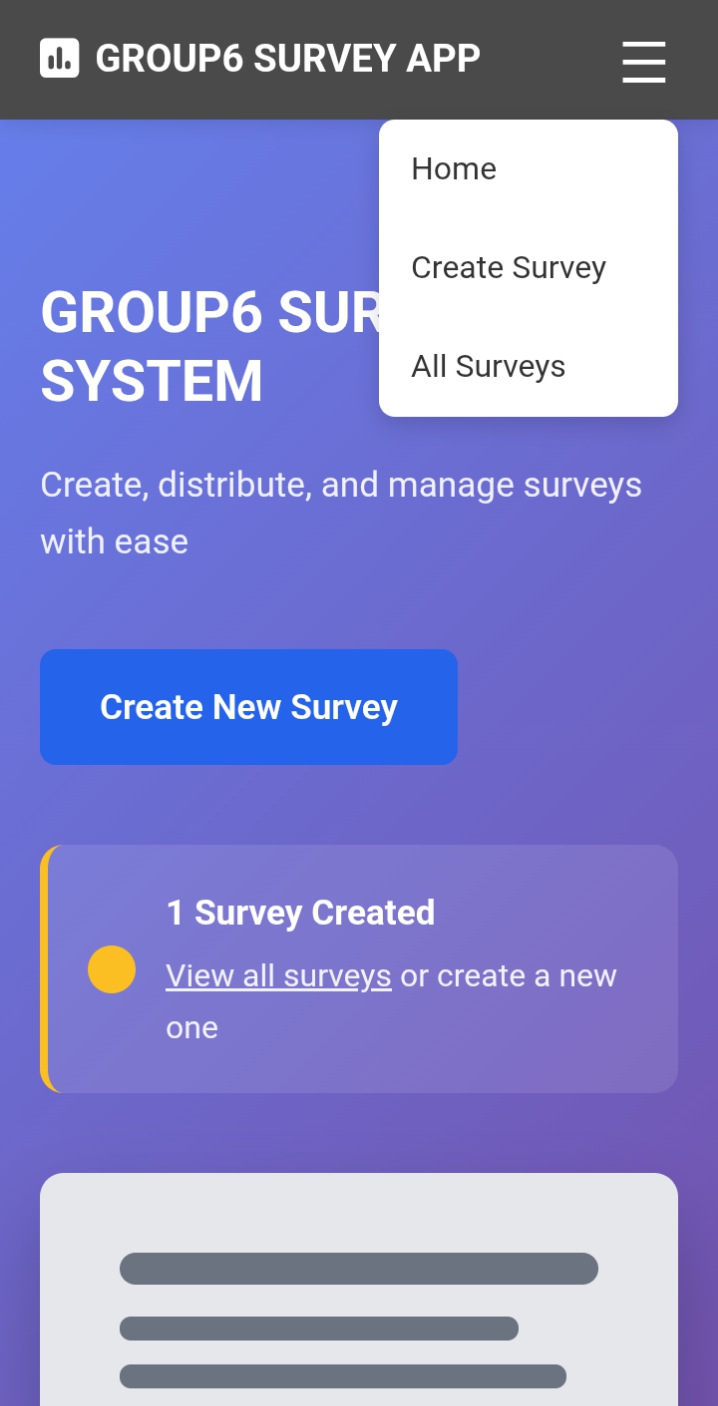 GROUP6 SURVEY APP
Home
Create Survey
All Surveys
GROUP6 SUR
SYSTEM
Create, distribute, and manage surveys
with ease
Create New Survey
1 Survey Created
View all surveys or create a new
one